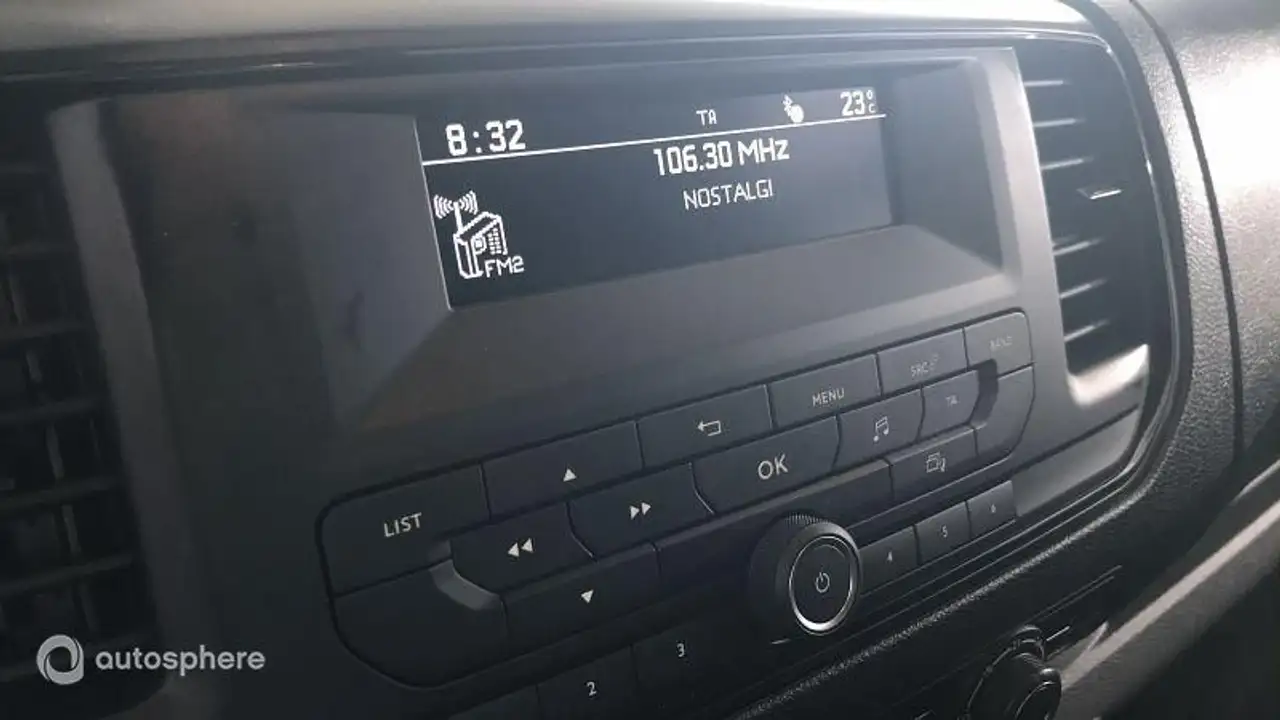 8:32 TA 23°C
106.30 MHz
NOSTALGI
FM2
BAND
SRC
MENU
TA
OK
LIST
4 5 6
3
2
autosphere